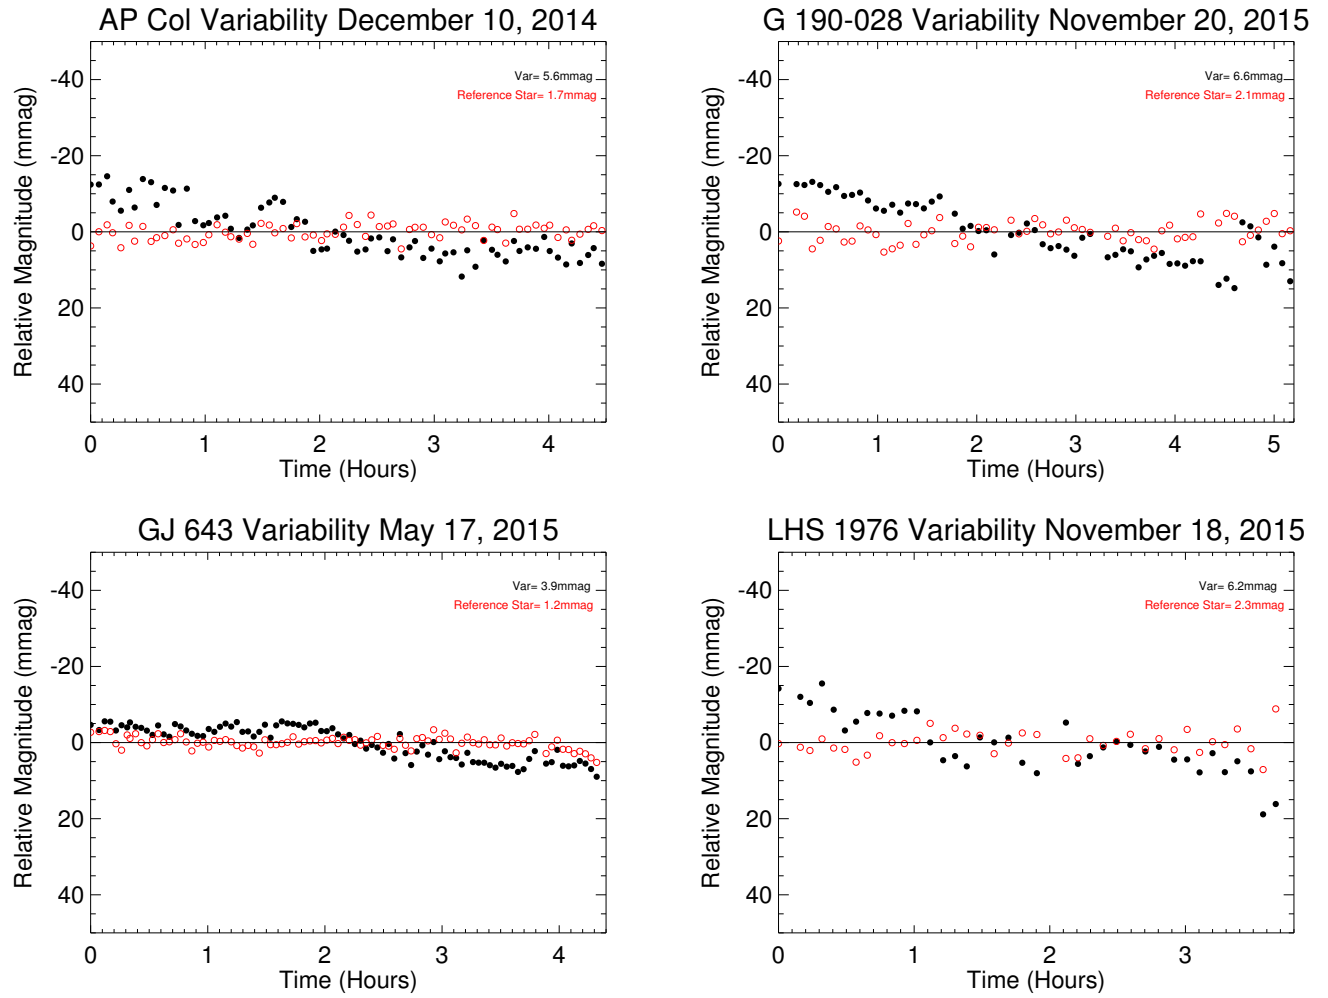 AP Col Variability December 10, 2014
Var= 5.6mmag
Reference Star= 1.7mmag
Relative Magnitude (mmag)
-40
-20
0
20
40
0 1 2 3 4
Time (Hours)
G 190-028 Variability November 20, 2015
Var= 6.6mmag
Reference Star= 2.1mmag
Relative Magnitude (mmag)
-40
-20
0
20
40
0 1 2 3 4 5
Time (Hours)
GJ 643 Variability May 17, 2015
Var= 3.9mmag
Reference Star= 1.2mmag
Relative Magnitude (mmag)
-40
-20
0
20
40
0 1 2 3 4
Time (Hours)
LHS 1976 Variability November 18, 2015
Var= 6.2mmag
Reference Star= 2.3mmag
Relative Magnitude (mmag)
-40
-20
0
20
40
0 1 2 3
Time (Hours)